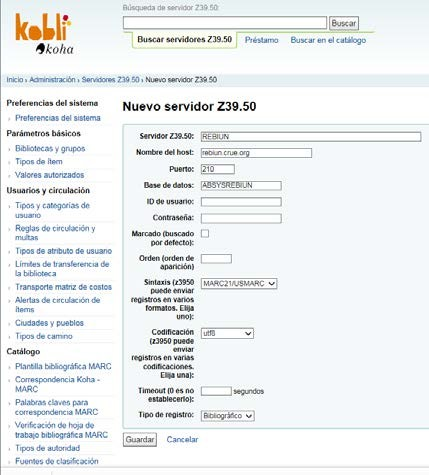 Búsqueda de servidor Z39.50
kobli
koha
Buscar
Buscar servidores Z39.50 Préstamo Buscar en el catálogo
Inicio › Administración › Servidores Z39.50 › Nuevo servidor Z39.50
Preferencias del sistema
› Preferencias del sistema
Parámetros básicos
› Bibliotecas y grupos
› Tipos de ítem
› Valores autorizados
Usuarios y circulación
› Tipos y categorías de
usuario
› Reglas de circulación y
multas
› Tipos de atributo de usuario
› Límites de transferencia de
la biblioteca
› Transporte matriz de costos
› Alertas de circulación de
ítems
› Ciudades y pueblos
› Tipos de camino
Catálogo
› Plantilla bibliográfica MARC
› Correspondencia Koha -
MARC
› Palabras claves para
correspondencia MARC
› Verificación de hoja de
trabajo bibliográfico MARC
› Tipos de autoridad
› Fuentes de clasificación
Nuevo servidor Z39.50
Servidor Z39.50: REBIUN
Nombre del host: rebiun.crue.org
Puerto: 210
Base de datos: ABSYSREBIUN
ID de usuario:
Contraseña:
Marcado (buscado
por defecto):
Orden (orden de
aparición)
Sintaxis (z3950 MARC21/USMARC
puede enviar
registros en varios
formatos. Elija
uno):
Codificación utf8
(z3950 puede
enviar
registros en varias
codificaciones.
Elija una):
Timeout (0 es no segundos
establecerlo):
Tipo de registro: Bibliográfico
Guardar Cancelar